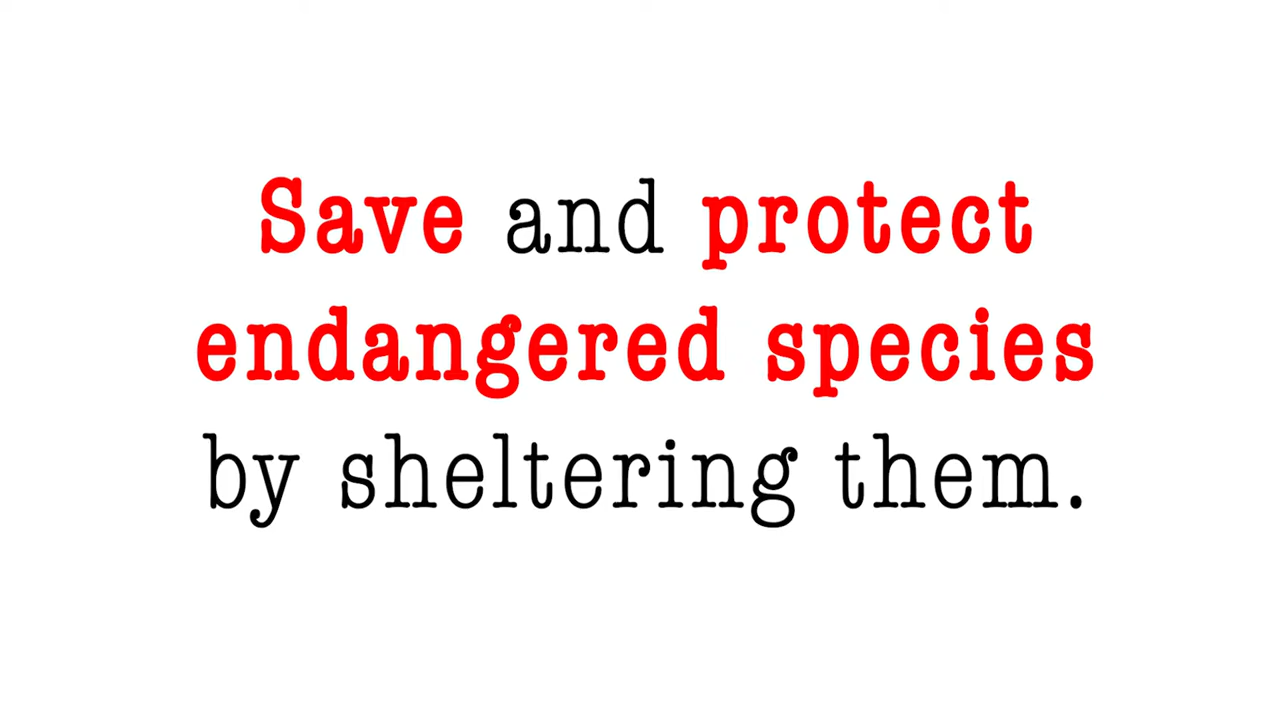 Save and protect
endangered species
by sheltering them.